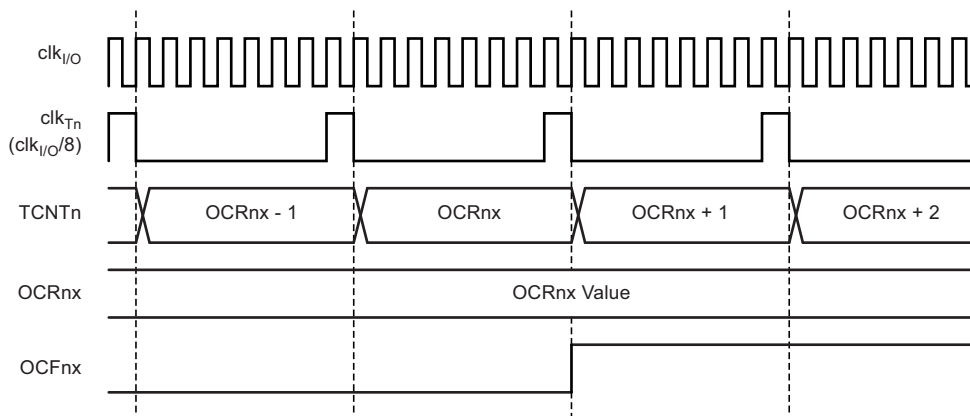 clkI/O
clkTn
(clkI/O/8)
TCNTn
OCRnx - 1
OCRnx
OCRnx + 1
OCRnx + 2
OCRnx
OCRnx Value
OCFnx